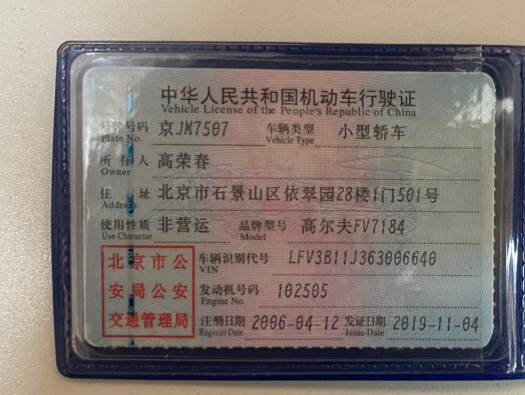 中华人民共和国机动车行驶证
Vehicle License of the People's Republic of China
号牌号码 京JM7507 车辆类型 小型轿车
Plate No. Vehicle Type
所有人 高荣春
Owner
住址 北京市石景山区依翠园28楼1门501号
Address
使用性质 非营运 品牌型号 高尔夫FV7184
Use Character Model
北京市公
安局公安
交通管理局
车辆识别代号 LFV3B11J363006640
VIN
发动机号码 102505
Engine No.
注册日期 2006-04-12 发证日期 2019-11-04
Register Date Issue Date